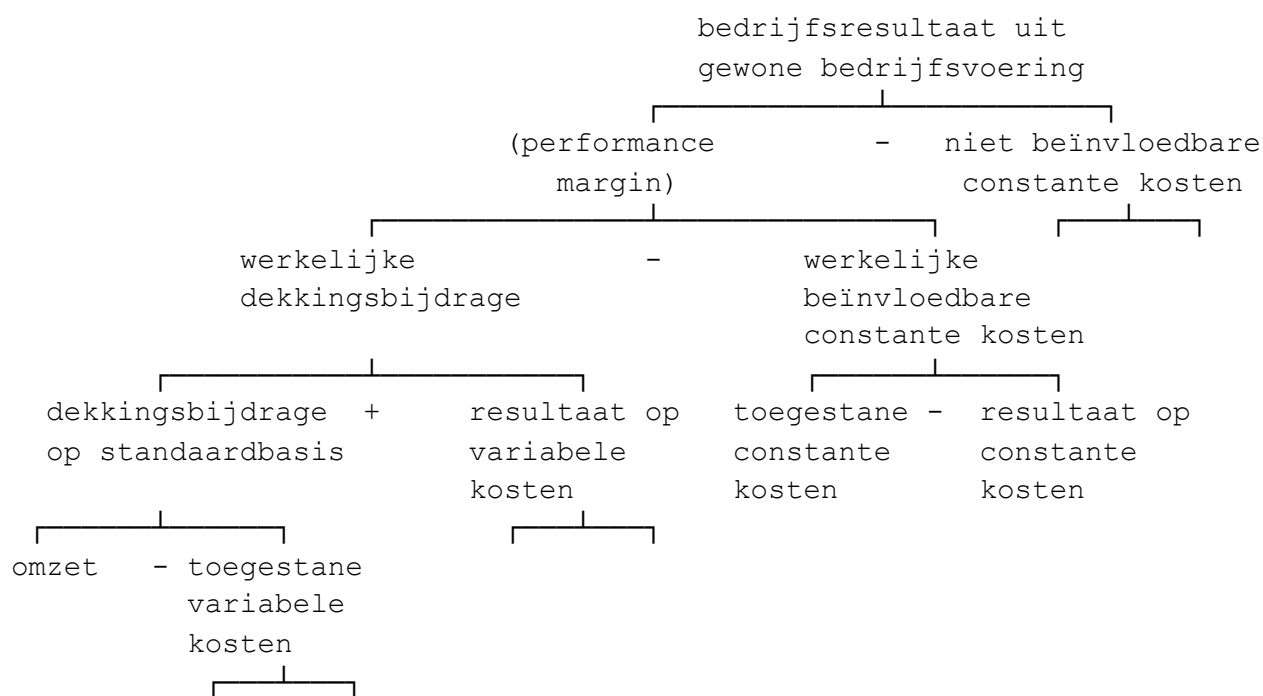 bedrijfsresultaat uit
gewone bedrijfsvoering
(performance - niet beïnvloedbare
margin) constante kosten
werkelijke - werkelijke
dekkingsbijdrage beïnvloedbare
constante kosten
dekkingsbijdrage + resultaat op toegestane - resultaat op
op standaardbasis variabele constante constante
kosten kosten kosten
omzet - toegestane
variabele
kosten